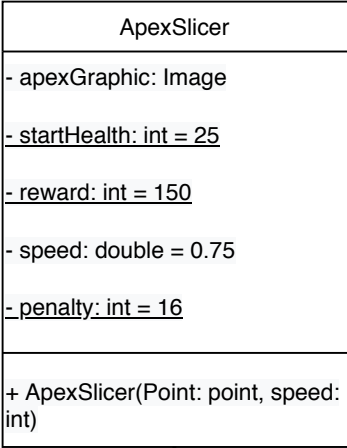 ApexSlicer
- apexGraphic: Image
- startHealth: int = 25
- reward: int = 150
- speed: double = 0.75
- penalty: int = 16
+ ApexSlicer(Point: point, speed:
int)